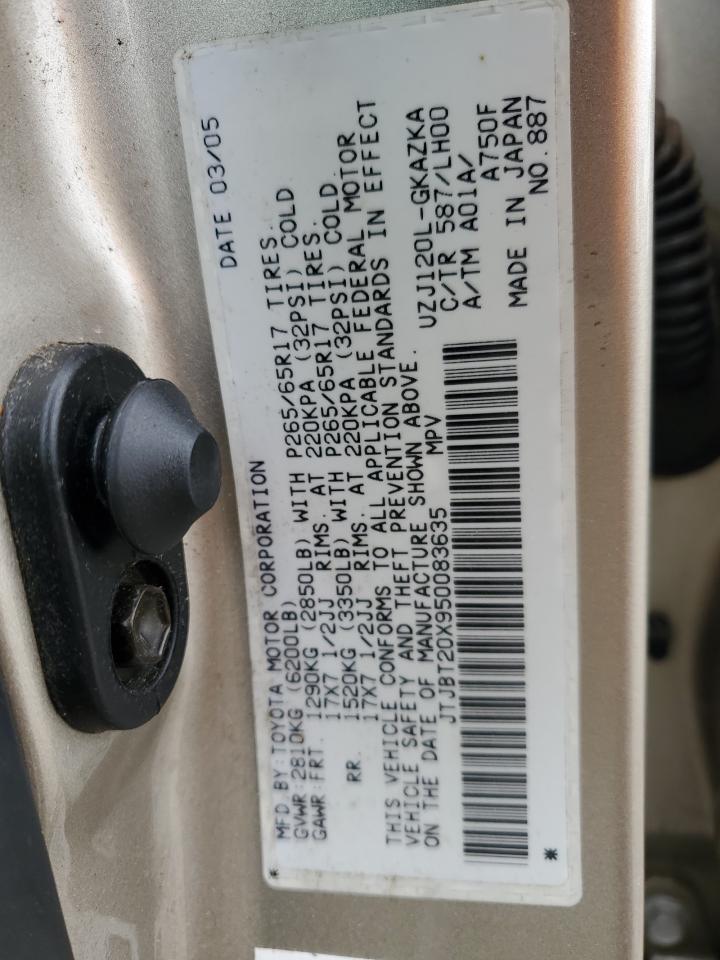 MFD. BY: TOYOTA MOTOR CORPORATION DATE 03/05
GVWR: 2810KG (6200LB)
GAWR: FRT. 1290KG (2850LB) WITH P265/65R17 TIRES.
17X7 1/2JJ RIMS. AT 220KPA (32PSI) COLD
RR. 1520KG (3350LB) WITH P265/65R17 TIRES.
17X7 1/2JJ RIMS. AT 220KPA (32PSI) COLD.
THIS VEHICLE CONFORMS TO ALL APPLICABLE FEDERAL MOTOR
VEHICLE SAFETY AND THEFT PREVENTION STANDARDS IN EFFECT
ON THE DATE OF MANUFACTURE SHOWN ABOVE.
JTJBT20X950083635 MPV
UZJ120L-GKAZKA
C/TR 587/LH00
A/TM A01A/ A750F
MADE IN JAPAN
* * NO. 887